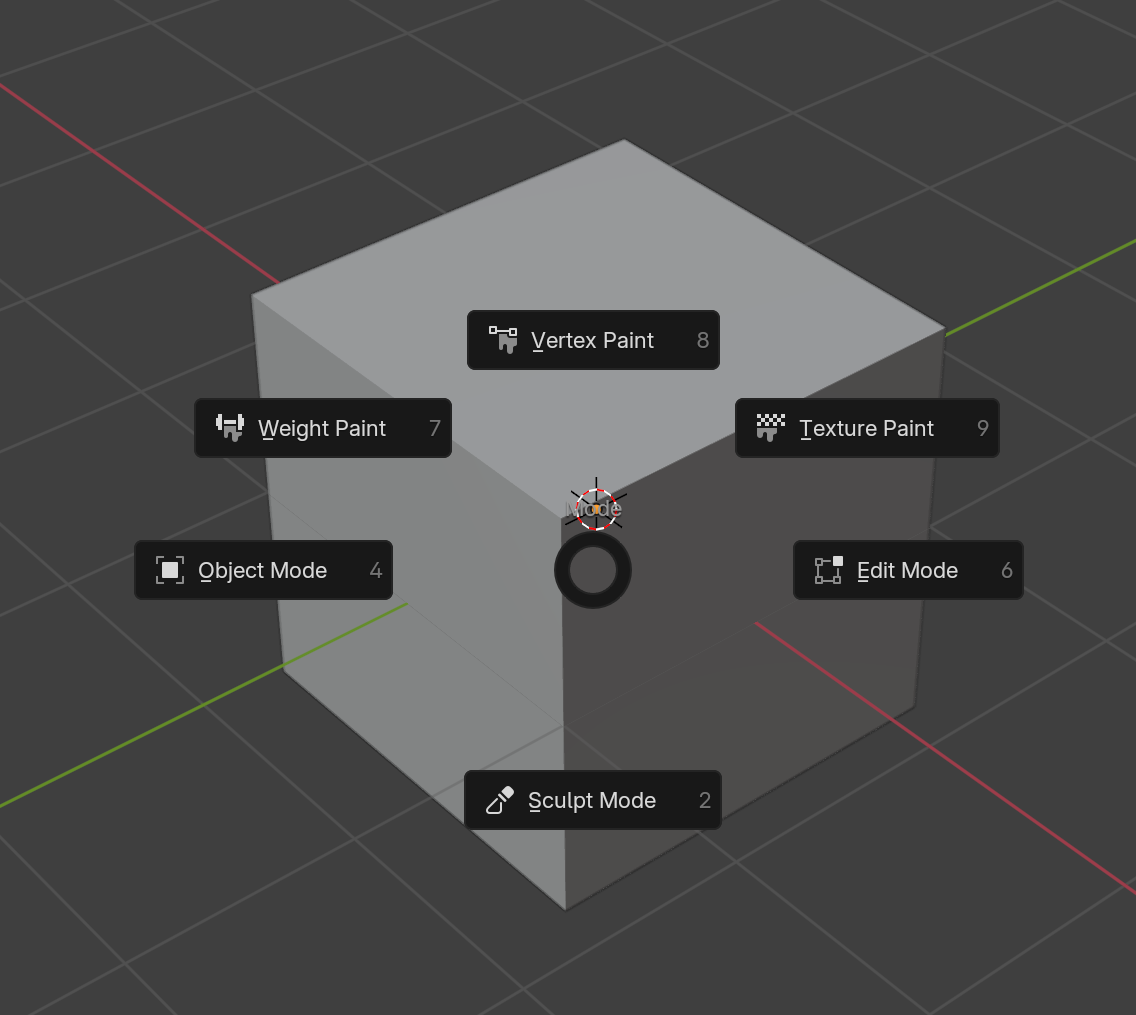 Vertex Paint 8
Weight Paint 7
Texture Paint 9
Mode
Object Mode 4
Edit Mode 6
Sculpt Mode 2